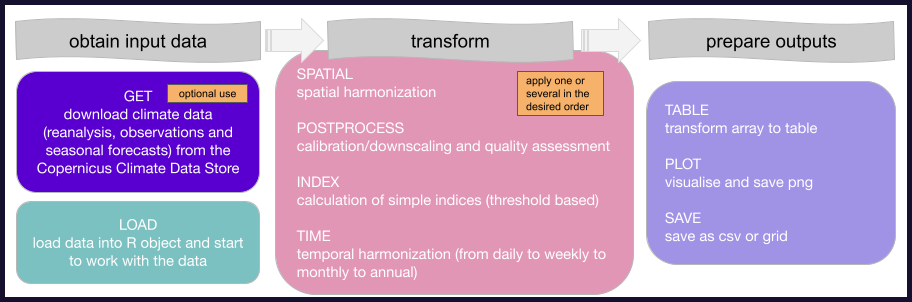 obtain input data
transform
prepare outputs
GET
optional use
download climate data
(reanalysis, observations and
seasonal forecasts) from the
Copernicus Climate Data Store
LOAD
load data into R object and start
to work with the data
SPATIAL
spatial harmonization
apply one or
several in the
desired order
POSTPROCESS
calibration/downscaling and quality assessment
INDEX
calculation of simple indices (threshold based)
TIME
temporal harmonization (from daily to weekly to
monthly to annual)
TABLE
transform array to table
PLOT
visualise and save png
SAVE
save as csv or grid